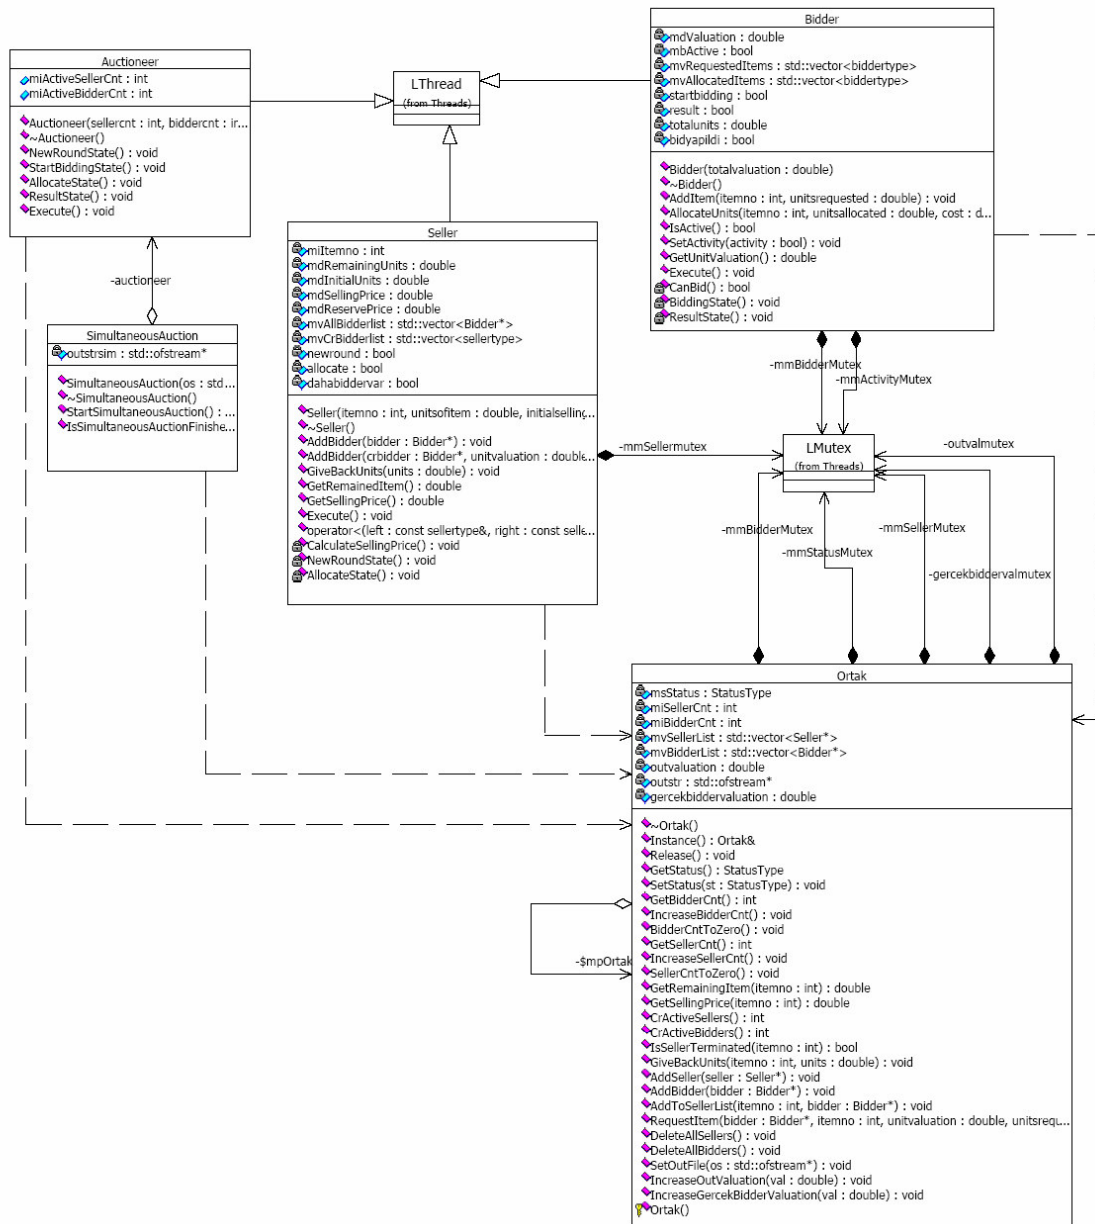 Auctioneer
miActiveSellerCnt : int
miActiveBidderCnt : int
Auctioneer(sellercnt : int, biddercnt : ir...
~Auctioneer()
NewRoundState() : void
StartBiddingState() : void
AllocateState() : void
ResultState() : void
Execute() : void
LThread
(from Threads)
Bidder
mdValuation : double
mbActive : bool
mvRequestedItems : std::vector<biddertype>
mvAllocatedItems : std::vector<biddertype>
startbidding : bool
result : bool
totalunits : double
bidyapildi : bool
Bidder(totalvaluation : double)
~Bidder()
AddItem(itemno : int, unitsrequested : double) : void
AllocateUnits(itemno : int, unitsallocated : double, cost : d...
IsActive() : bool
SetActivity(activity : bool) : void
GetUnitValuation() : double
Execute() : void
CanBid() : bool
BiddingState() : void
ResultState() : void
-auctioneer
SimultaneousAuction
outstrsim : std::ofstream*
SimultaneousAuction(os : std...
~SimultaneousAuction()
StartSimultaneousAuction() : ...
IsSimultaneousAuctionFinishe...
Seller
miItemno : int
mdRemainingUnits : double
mdInitialUnits : double
mdSellingPrice : double
mdReservePrice : double
mvAllBidderlist : std::vector<Bidder*>
mvCrBidderlist : std::vector<sellertype>
newround : bool
allocate : bool
dahabiddervar : bool
Seller(itemno : int, unitsofitem : double, initialselling...
~Seller()
AddBidder(bidder : Bidder*) : void
AddBidder(crbidder : Bidder*, unitvaluation : double...
GiveBackUnits(units : double) : void
GetRemainedItem() : double
GetSellingPrice() : double
Execute() : void
operator<(left : const sellertype&, right : const selle...
CalculateSellingPrice() : void
NewRoundState() : void
AllocateState() : void
-mmBidderMutex
-mmActivityMutex
-mmSellermutex
LMutex
(from Threads)
-outvalmutex
-mmBidderMutex
-mmSellerMutex
-mmStatusMutex
-gercekbiddervalmutex
Ortak
msStatus : StatusType
miSellerCnt : int
miBidderCnt : int
mvSellerList : std::vector<Seller*>
mvBidderList : std::vector<Bidder*>
outvaluation : double
outstr : std::ofstream*
gercekbiddervaluation : double
~Ortak()
Instance() : Ortak&
Release() : void
GetStatus() : StatusType
SetStatus(st : StatusType) : void
GetBidderCnt() : int
IncreaseBidderCnt() : void
BidderCntToZero() : void
GetSellerCnt() : int
IncreaseSellerCnt() : void
SellerCntToZero() : void
GetRemainingItem(itemno : int) : double
GetSellingPrice(itemno : int) : double
CrActiveSellers() : int
CrActiveBidders() : int
IsSellerTerminated(itemno : int) : bool
GiveBackUnits(itemno : int, units : double) : void
AddSeller(seller : Seller*) : void
AddBidder(bidder : Bidder*) : void
AddToSellerList(itemno : int, bidder : Bidder*) : void
RequestItem(bidder : Bidder*, itemno : int, unitvaluation : double, unitsrequ...
DeleteAllSellers() : void
DeleteAllBidders() : void
SetOutFile(os : std::ofstream*) : void
IncreaseOutValuation(val : double) : void
IncreaseGercekBidderValuation(val : double) : void
Ortak()
-$mpOrtak